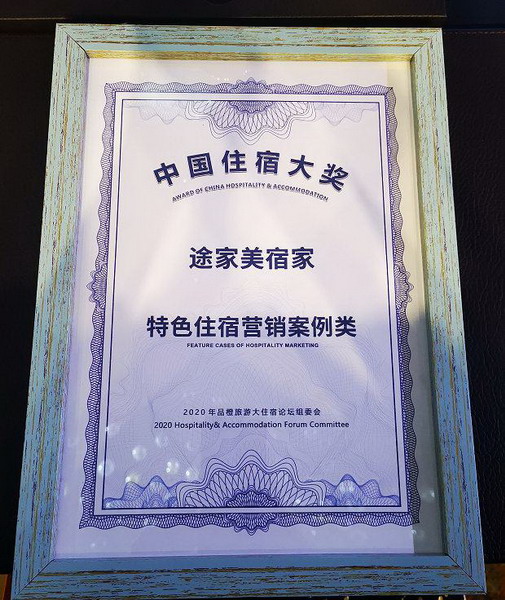 中国住宿大奖
AWARD OF CHINA HOSPITALITY & ACCOMMODATION
途家美宿家
特色住宿营销案例类
FEATURE CASES OF HOSPITALITY MARKETING
2020 年品橙旅游大住宿论坛组委会
2020 Hospitality& Accommodation Forum Committee